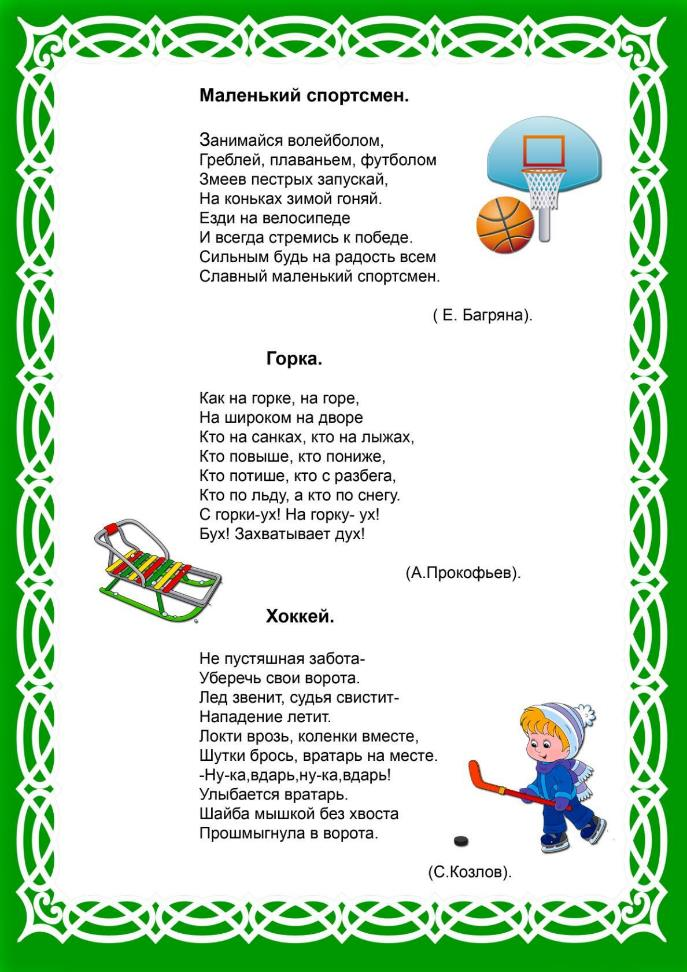 Маленький спортсмен.
Занимайся волейболом,
Греблей, плаваньем, футболом
Змеев пестрых запускай,
На коньках зимой гоняй.
Езди на велосипеде
И всегда стремись к победе.
Сильным будь на радость всем
Славный маленький спортсмен.
( Е. Багряна).
Горка.
Как на горке, на горе,
На широком на дворе
Кто на санках, кто на лыжах,
Кто повыше, кто пониже,
Кто потише, кто с разбега,
Кто по льду, а кто по снегу.
С горки-ух! На горку- ух!
Бух! Захватывает дух!
(А.Прокофьев).
Хоккей.
Не пустяшная забота-
Уберечь свои ворота.
Лед звенит, судья свистит-
Нападение летит.
Локти врозь, коленки вместе,
Шутки брось, вратарь на месте.
-Ну-ка,вдарь,ну-ка,вдарь!
Улыбается вратарь.
Шайба мышкой без хвоста
Прошмыгнула в ворота.
(С.Козлов).